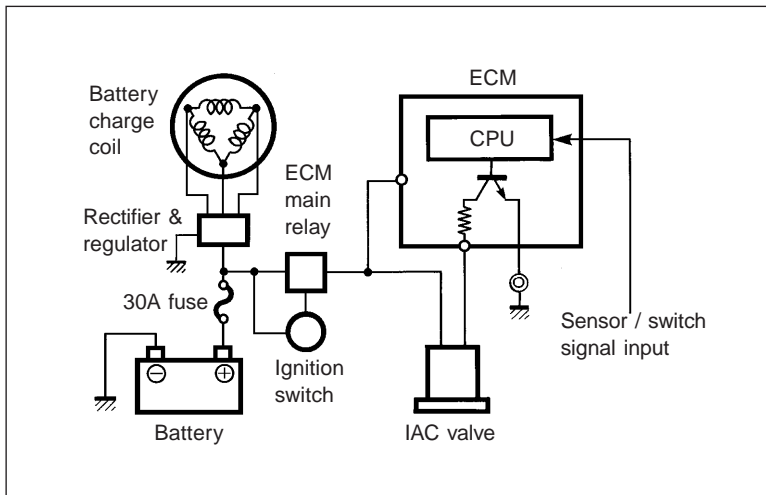 Battery
charge
coil
ECM
CPU
ECM
main
relay
Rectifier &
regulator
30A fuse
Ignition
switch
Sensor / switch
signal input
− +
Battery
IAC valve